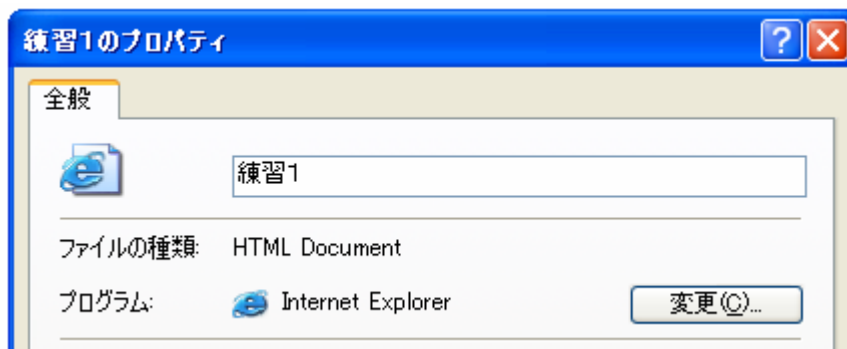 練習1のプロパティ
全般
練習1
ファイルの種類: HTML Document
プログラム: Internet Explorer 変更(C)...